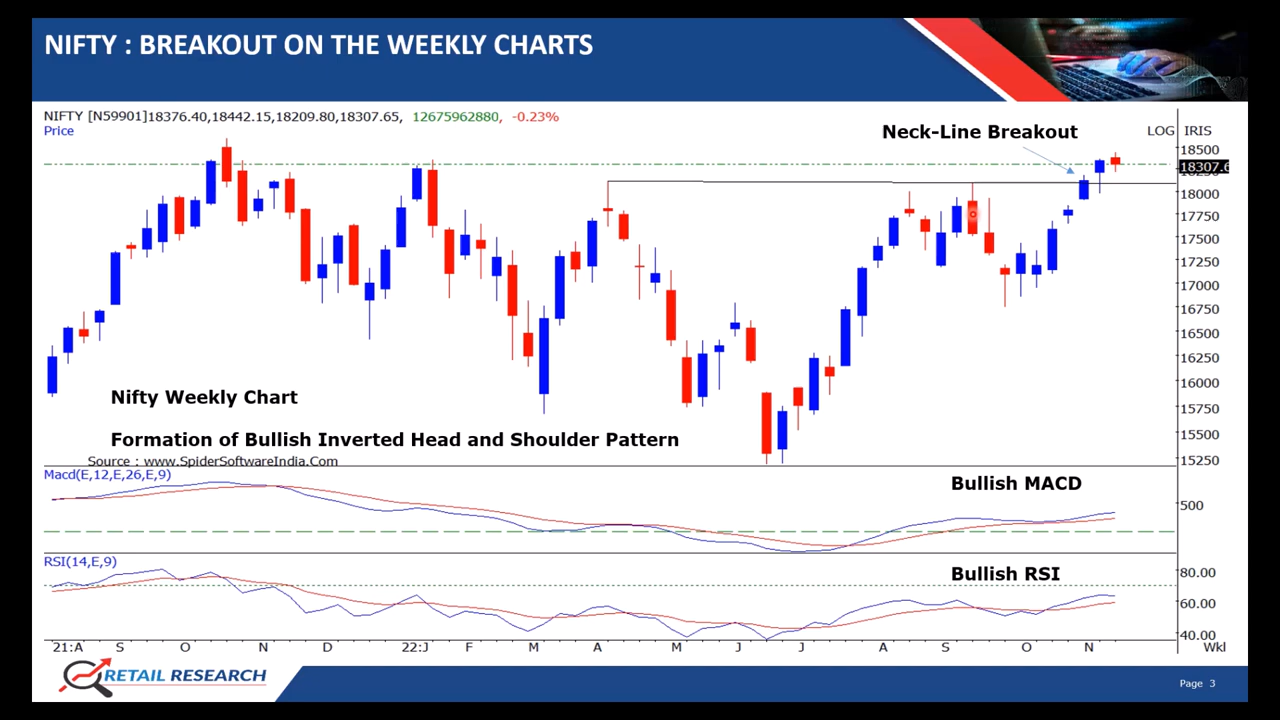 NIFTY : BREAKOUT ON THE WEEKLY CHARTS
NIFTY [N59901]18376.40,18442.15,18209.80,18307.65, 12675962880, -0.23%
Price
Neck-Line Breakout
LOG IRIS
18500
18307.6
18000
17750
17500
17250
17000
16750
16500
16250
16000
15750
15500
15250
Nifty Weekly Chart
Formation of Bullish Inverted Head and Shoulder Pattern
Source : www.SpiderSoftwareIndia.Com
Macd(E,12,E,26,E,9)
Bullish MACD
500
RSI(14,E,9)
Bullish RSI
80.00
60.00
40.00
21:A S O N D 22:J F M A M J J A S O N Wkl
RETAIL RESEARCH
Page 3